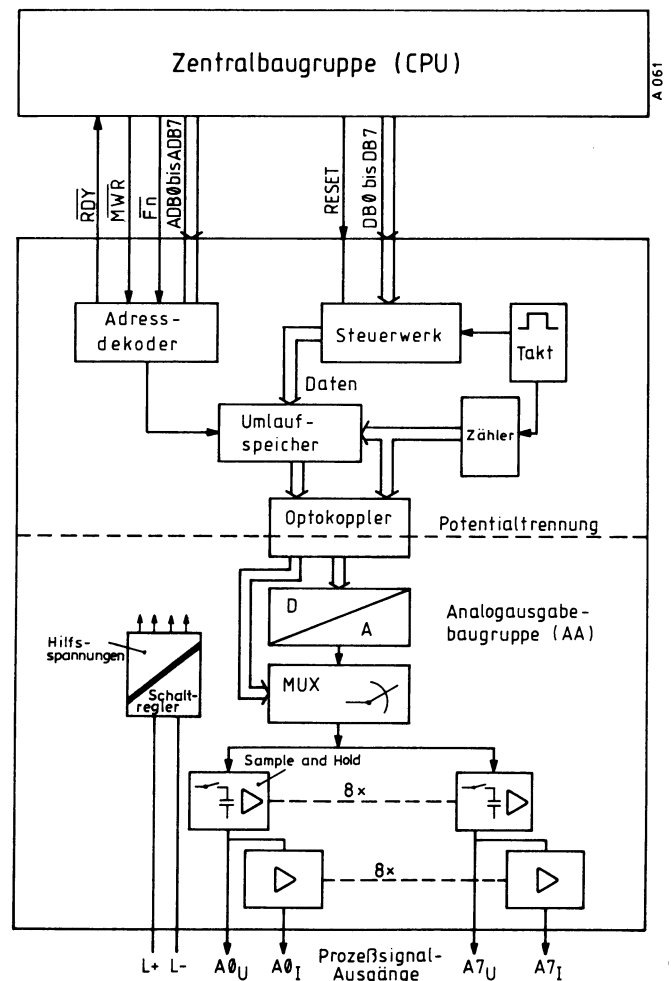 Zentralbaugruppe (CPU)
A 061
RDY
MWR
Fn
ADB0 bis ADB7
RESET
DB0 bis DB7
Adress-
dekoder
Steuerwerk
Takt
Daten
Umlauf-
speicher
Zähler
Optokoppler
Potentialtrennung
D
A
Analogausgabe-
baugruppe (AA)
Hilfs-
spannungen
Schalt-
regler
MUX
Sample and Hold
8x
8x
L+
L-
A0U
A0I
Prozeßsignal-
Ausgänge
A7U
A7I